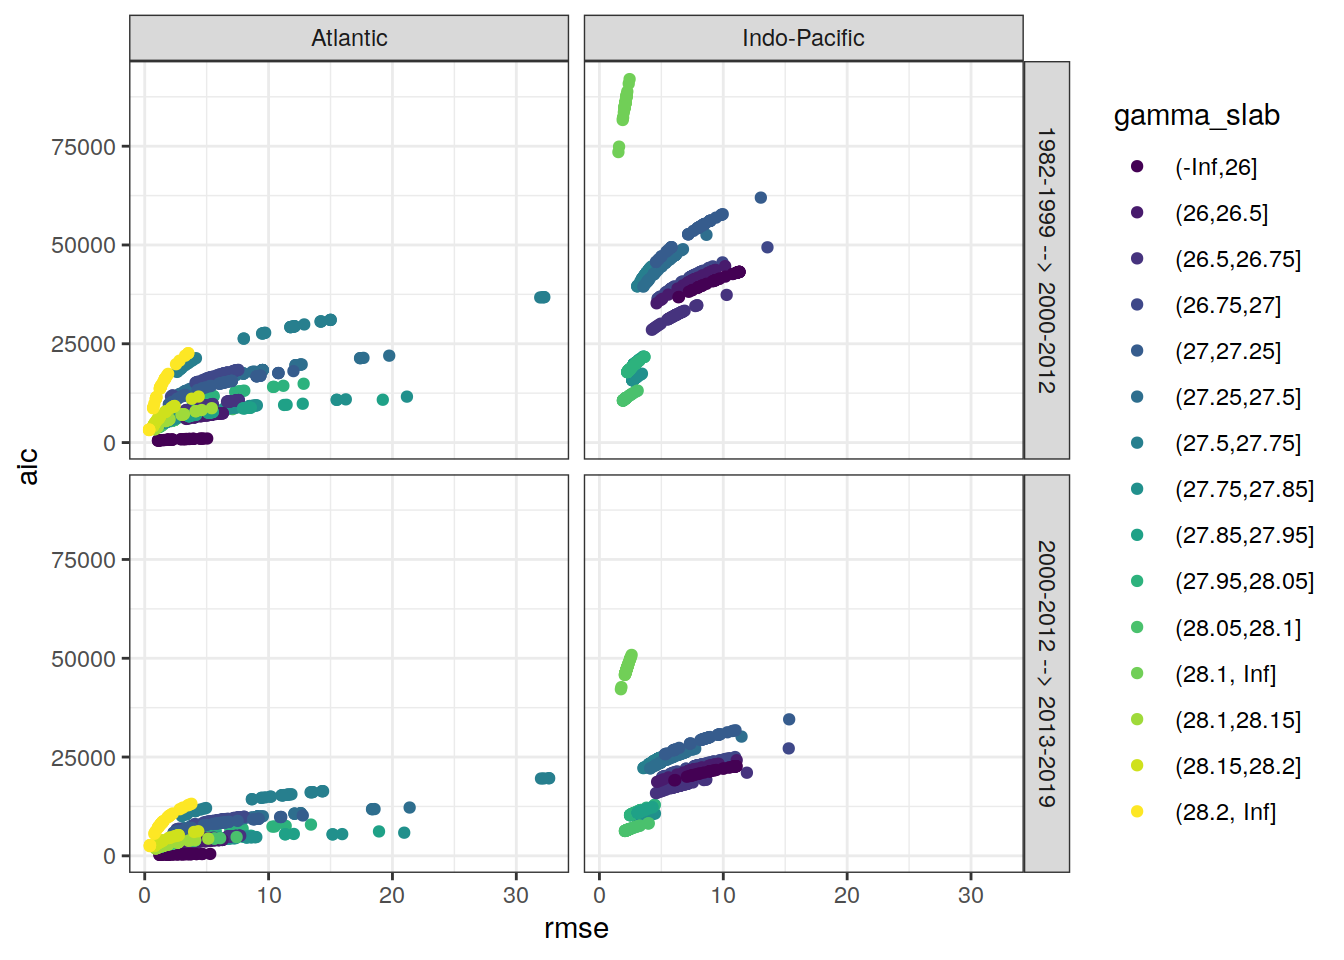 Atlantic
Indo-Pacific
75000
50000
25000
0
1982-1999 --> 2000-2012
75000
50000
25000
0
2000-2012 --> 2013-2019
0
10
20
30
0
10
20
30
rmse
aic
gamma_slab
(-Inf,26]
(26,26.5]
(26.5,26.75]
(26.75,27]
(27,27.25]
(27.25,27.5]
(27.5,27.75]
(27.75,27.85]
(27.85,27.95]
(27.95,28.05]
(28.05,28.1]
(28.1, Inf]
(28.1,28.15]
(28.15,28.2]
(28.2, Inf]